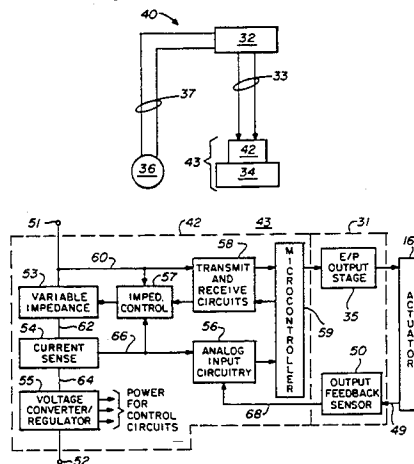 40
32
37
33
36
43
42
34
51
42
43
31
60
58
53
57
TRANSMIT AND RECEIVE CIRCUITS
MICROCONTROLLER
E/P OUTPUT STAGE
35
16
VARIABLE IMPEDANCE
IMPED. CONTROL
54
62
66
56
59
ACTUATOR
CURRENT SENSE
ANALOG INPUT CIRCUITRY
55
64
50
VOLTAGE CONVERTER/ REGULATOR
POWER FOR CONTROL CIRCUITS
OUTPUT FEEDBACK SENSOR
68
49
52